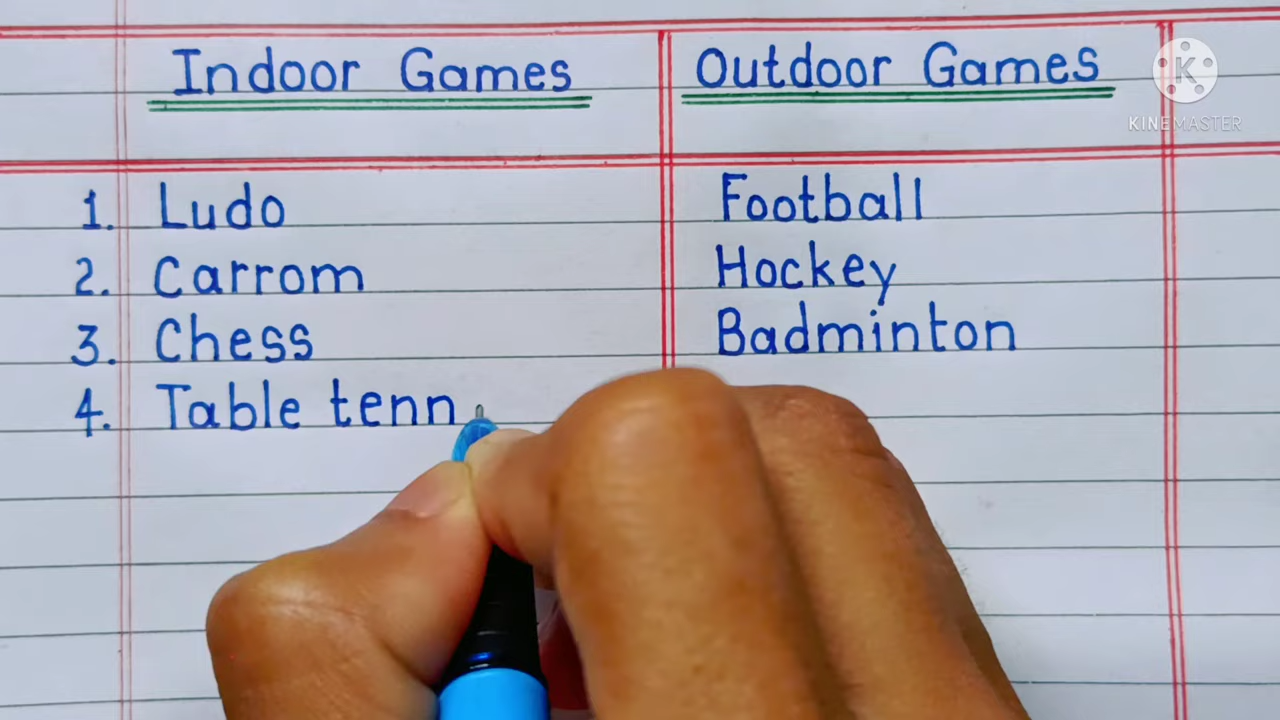 Indoor Games Outdoor Games
K
KINEMASTER
1. Ludo Football
2. Carrom Hockey
3. Chess Badminton
4. Table tenn